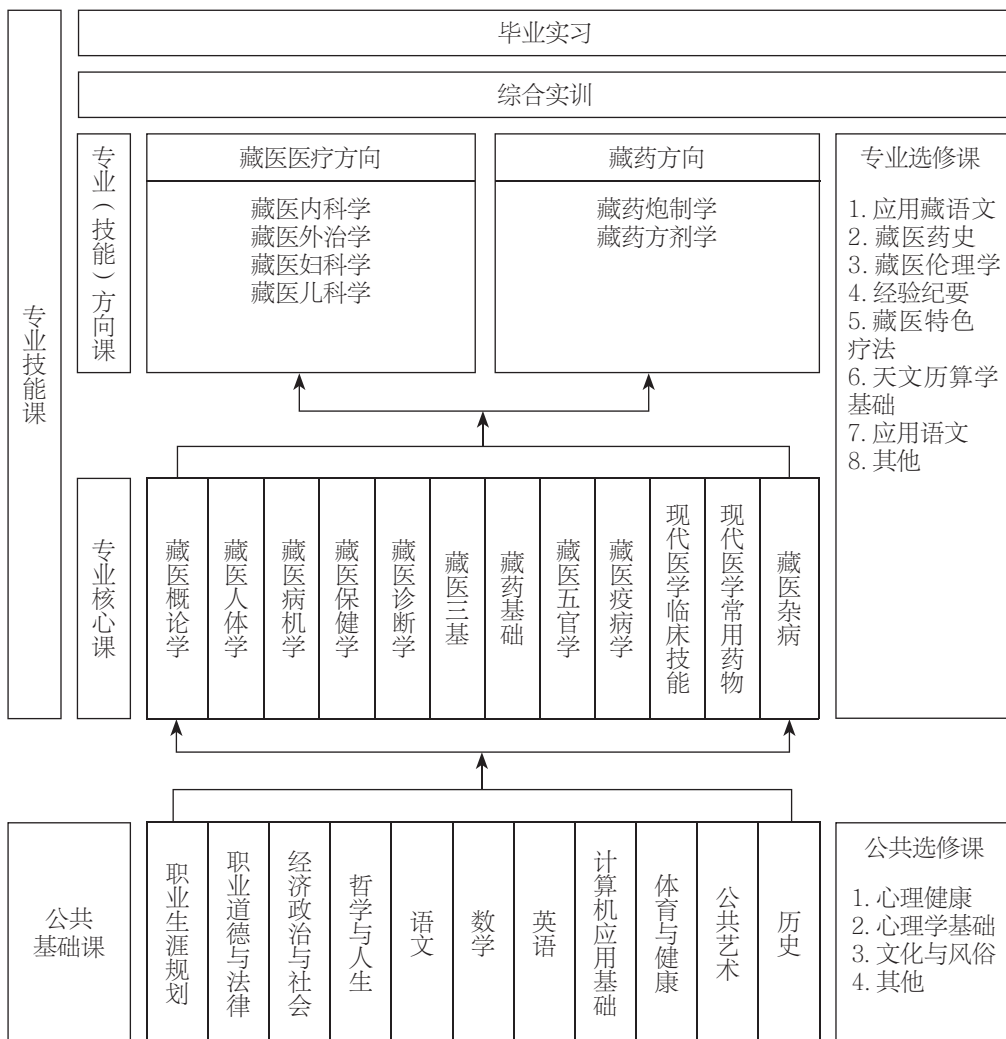 毕业实习
综合实训
专业技能课
专业（技能）方向课
藏医医疗方向
藏医内科学
藏医外治学
藏医妇科学
藏医儿科学
藏药方向
藏药炮制学
藏药方剂学
专业选修课
1. 应用藏语文
2. 藏医药史
3. 藏医伦理学
4. 经验纪要
5. 藏医特色
疗法
6. 天文历算学
基础
7. 应用语文
8. 其他
专业核心课
藏医概论学
藏医人体学
藏医病机学
藏医保健学
藏医诊断学
藏医三基
藏药基础
藏医五官学
藏医疫病学
现代医学临床技能
现代医学常用药物
藏医杂病
公共
基础课
职业生涯规划
职业道德与法律
经济政治与社会
哲学与人生
语文
数学
英语
计算机应用基础
体育与健康
公共艺术
历史
公共选修课
1. 心理健康
2. 心理学基础
3. 文化与风俗
4. 其他